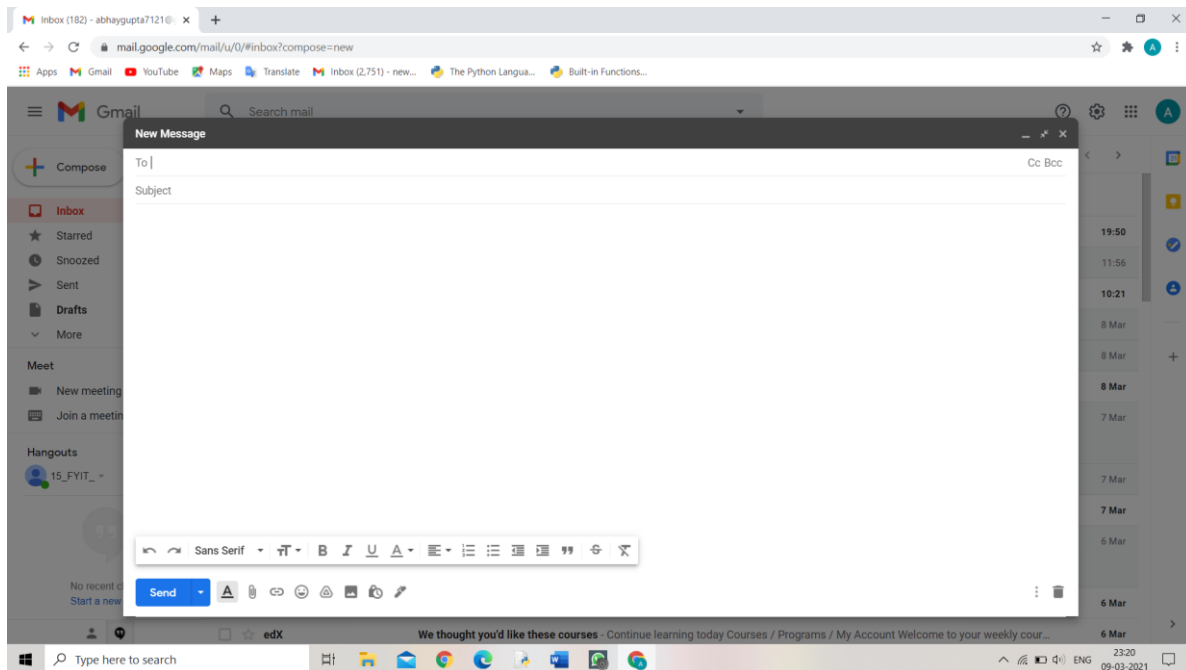 Inbox (182) - abhaygupta7121@
mail.google.com/mail/u/0/#inbox?compose=new
Apps Gmail YouTube Maps Translate Inbox (2,751) - new... The Python Langua... Built-in Functions...
Gmail Search mail A
New Message
Compose
To Cc Bcc
Subject
Inbox
Starred 19:50
Snoozed 11:56
Sent 10:21
Drafts
8 Mar
More
Meet 8 Mar
New meeting 8 Mar
Join a meetin 7 Mar
Hangouts
15_FYIT_ 7 Mar
7 Mar
6 Mar
Sans Serif B I U A
No recent c
Send A
Start a new 6 Mar
edX We thought you'd like these courses - Continue learning today Courses / Programs / My Account Welcome to your weekly cour... 6 Mar
Type here to search ENG 23:20
09-03-2021